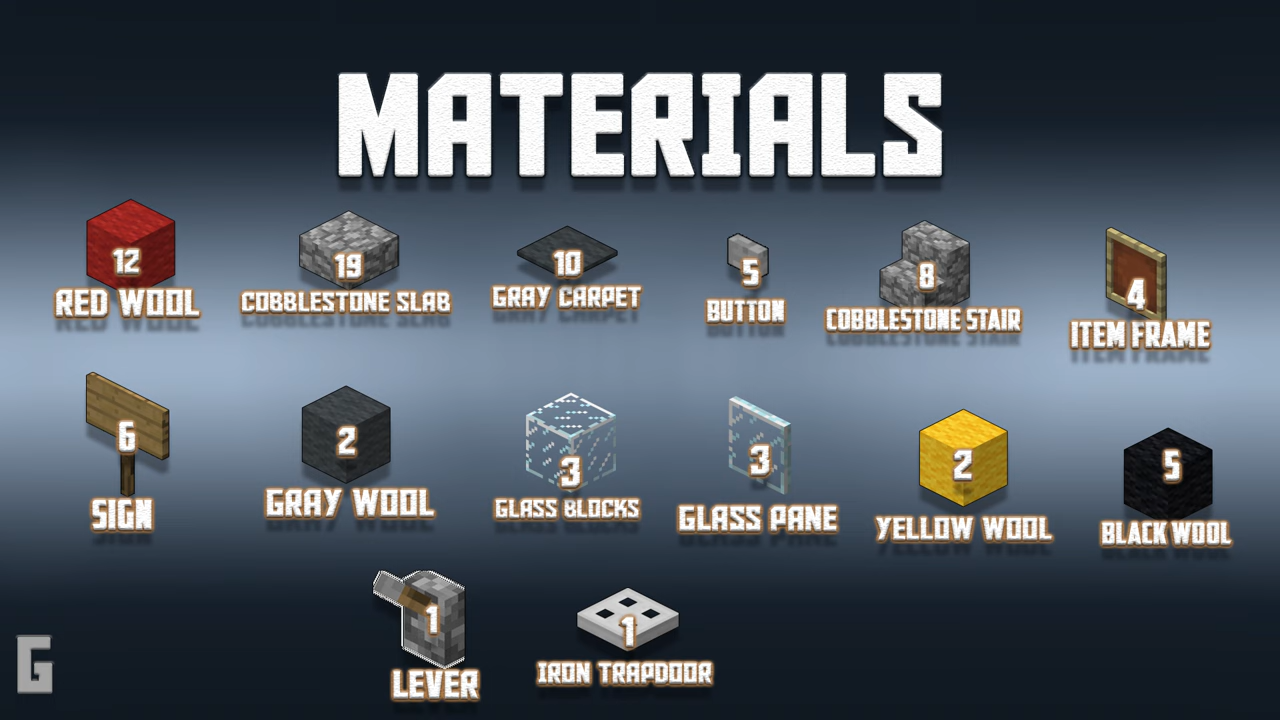 MATERIALS
12
RED WOOL
19
COBBLESTONE SLAB
10
GRAY CARPET
5
BUTTON
8
COBBLESTONE STAIR
4
ITEM FRAME
6
SIGN
2
GRAY WOOL
3
GLASS BLOCKS
3
GLASS PANE
2
YELLOW WOOL
5
BLACK WOOL
1
LEVER
1
IRON TRAPDOOR
G